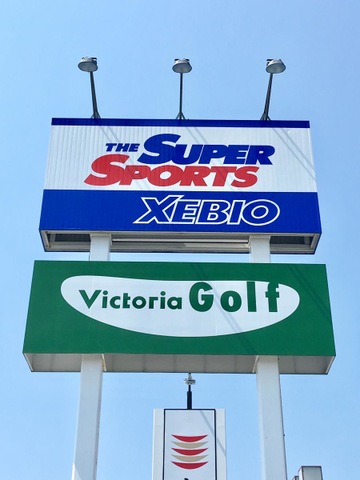 THE SUPER
SPORTS
XEBIO
Victoria Golf